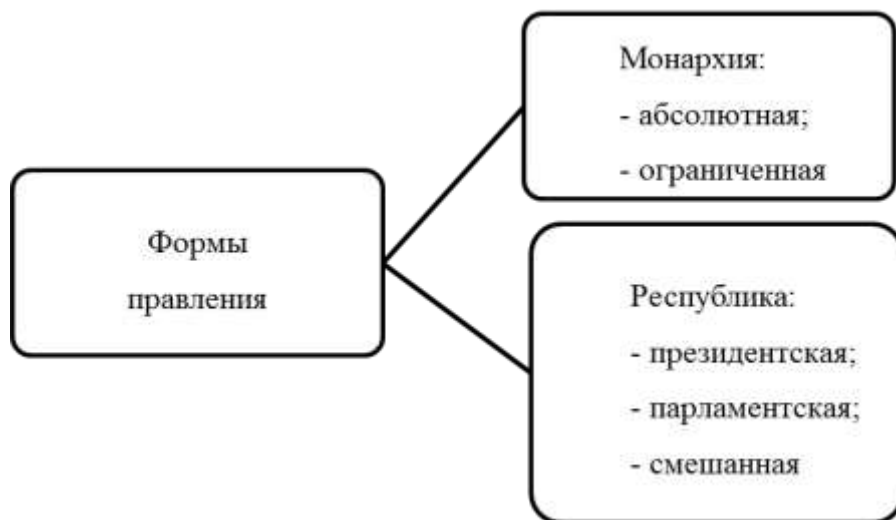 Формы
правления
Монархия:
- абсолютная;
- ограниченная
Республика:
- президентская;
- парламентская;
- смешанная